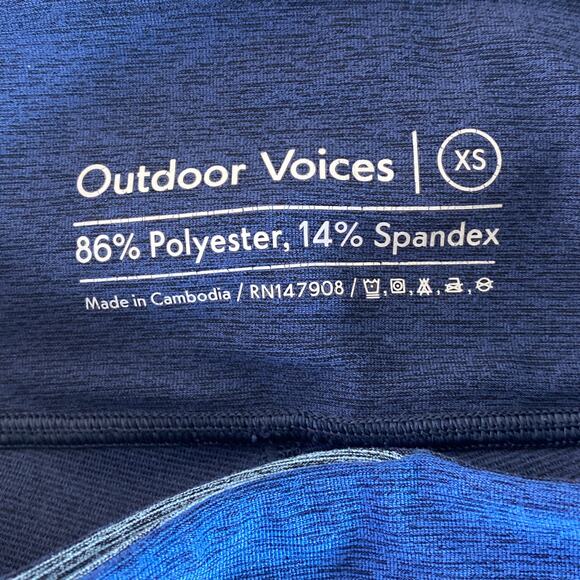 Outdoor Voices | XS
86% Polyester, 14% Spandex
Made in Cambodia / RN147908 /